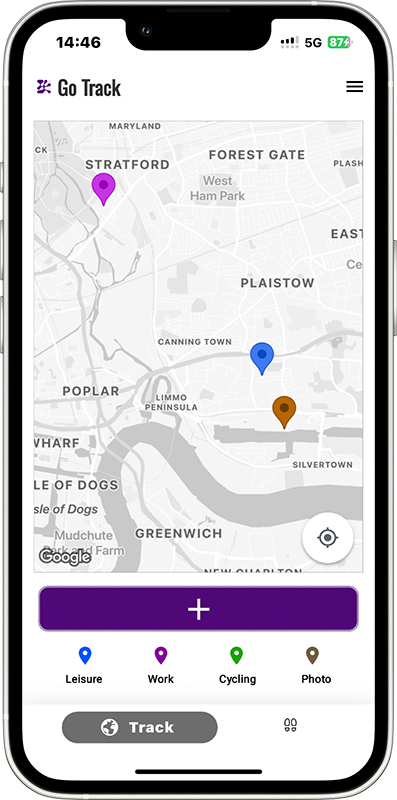 14:46
5G
87
Go Track
MARYLAND
CK
STRATFORD
FOREST GATE
PLASH
West
Ham Park
EAST
Ce
PLAISTOW
CANNING TOWN
POPLAR
LIMMO
PENINSULA
WHARF
SILVERTOWN
LE OF DOGS
sle of Dogs
Mudchute
Park and Farm
GREENWICH
Google
NEW CHARLTON
Leisure
Work
Cycling
Photo
Track